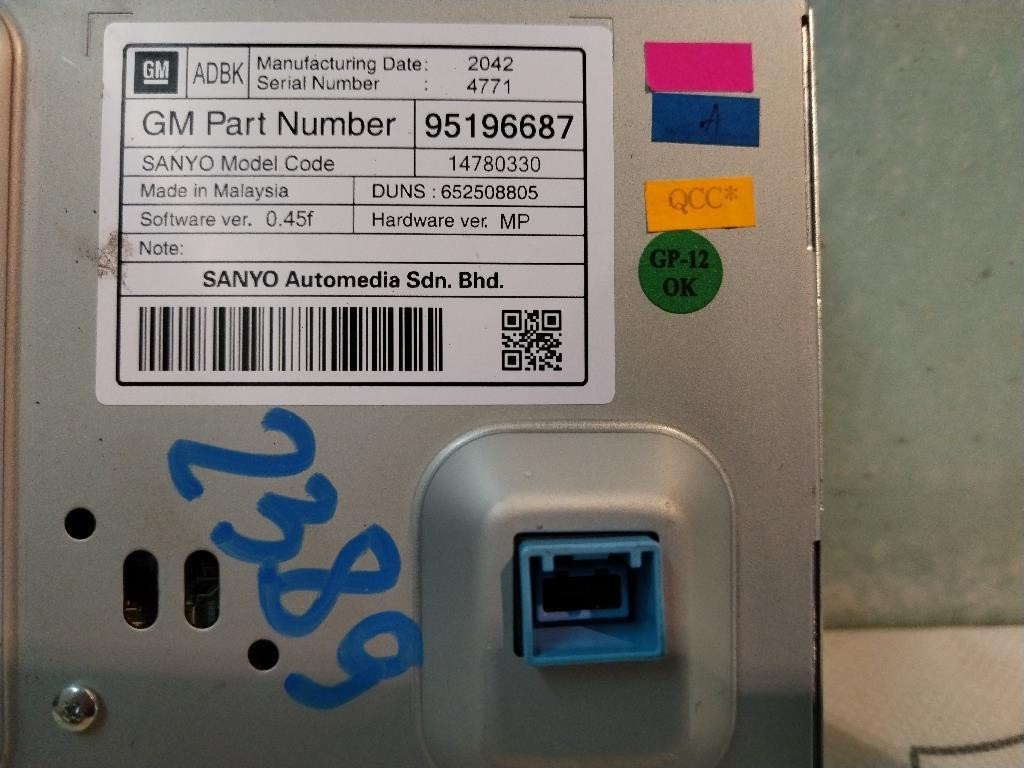 GM ADBK Manufacturing Date: 2042
Serial Number : 4771
GM Part Number 95196687
SANYO Model Code 14780330
Made in Malaysia DUNS : 652508805
Software ver. 0.45f Hardware ver. MP
Note:
SANYO Automedia Sdn. Bhd.
A
QCC*
GP-12
OK
2389